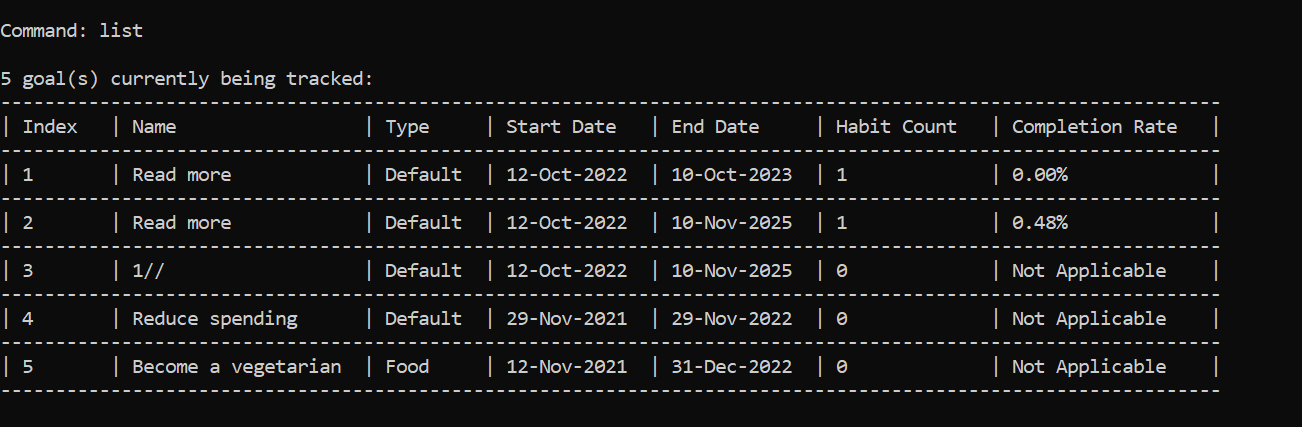 Command: list
5 goal(s) currently being tracked:
| Index | Name | Type | Start Date | End Date | Habit Count | Completion Rate |
| 1 | Read more | Default | 12-Oct-2022 | 10-Oct-2023 | 1 | 0.00% |
| 2 | Read more | Default | 12-Oct-2022 | 10-Nov-2025 | 1 | 0.48% |
| 3 | 1// | Default | 12-Oct-2022 | 10-Nov-2025 | 0 | Not Applicable |
| 4 | Reduce spending | Default | 29-Nov-2021 | 29-Nov-2022 | 0 | Not Applicable |
| 5 | Become a vegetarian | Food | 12-Nov-2021 | 31-Dec-2022 | 0 | Not Applicable |